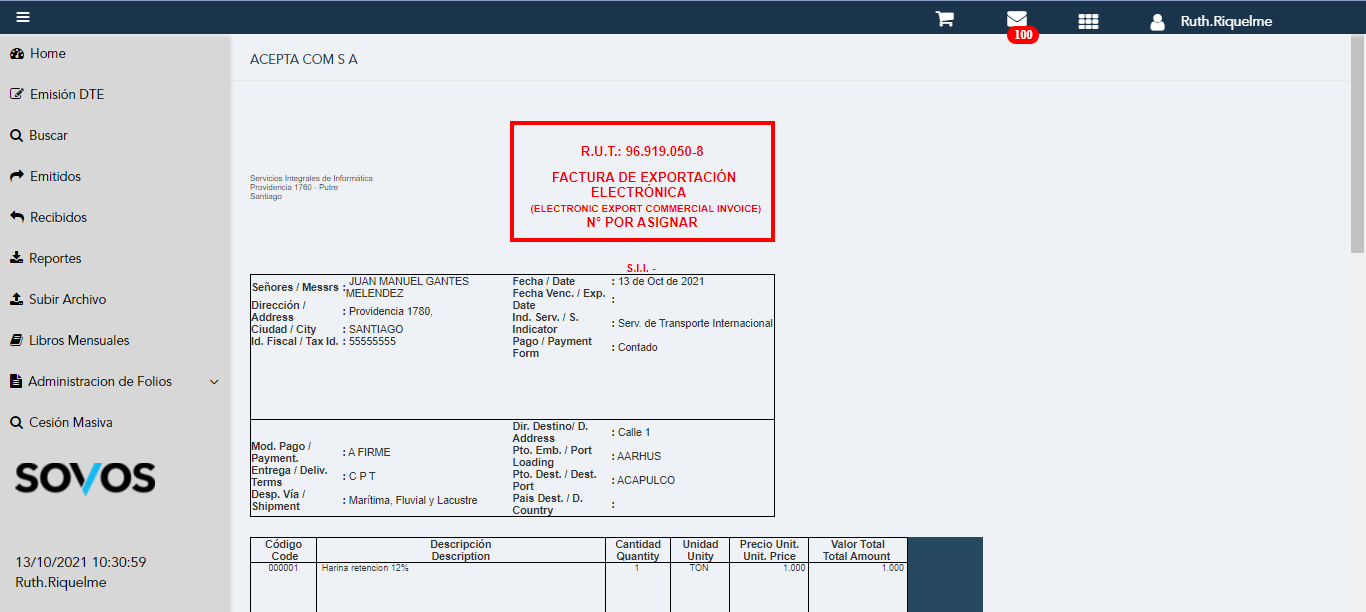 100
Ruth.Riquelme
Home
Emisión DTE
Buscar
Emitidos
Recibidos
Reportes
Subir Archivo
Libros Mensuales
Administracion de Folios
Cesión Masiva
SOVOS
13/10/2021 10:30:59
Ruth.Riquelme
ACEPTA COM S A
Servicios Integrales de Informática
Providencia 1760 - Putre
Santiago
R.U.T.: 96.919.050-8
FACTURA DE EXPORTACIÓN
ELECTRÓNICA
(ELECTRONIC EXPORT COMMERCIAL INVOICE)
N° POR ASIGNAR
S.I.I. -
Señores / Messrs : JUAN MANUEL GANTES
MELENDEZ
Dirección /
Address : Providencia 1780,
Ciudad / City : SANTIAGO
Id. Fiscal / Tax Id. : 55555555
Fecha / Date : 13 de Oct de 2021
Fecha Venc. / Exp.
Date :
Ind. Serv / S.
Indicator : Serv. de Transporte Internacional
Pago / Payment
Form : Contado
Mod. Pago /
Payment. : A FIRME
Entrega / Deliv.
Terms : C P T
Desp. Vía /
Shipment : Marítima, Fluvial y Lacustre
Dir. Destino/ D.
Address : Calle 1
Pto. Emb. / Port
Loading : AARHUS
Pto. Dest. / Dest.
Port : ACAPULCO
Pais Dest. / D.
Country :
Código Descripción Cantidad Unidad Precio Unit. Valor Total
Code Description Quantity Unity Unit. Price Total Amount
000001 Harina retencion 12% 1 TON 1.000 1.000